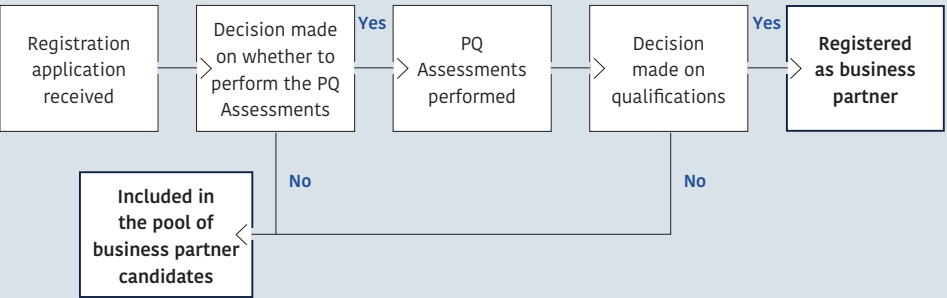 Registration
application
received
Decision made
on whether to
perform the PQ
Assessments
Yes
PQ
Assessments
performed
Decision
made on
qualifications
Yes
Registered
as business
partner
No
No
Included in
the pool of
business partner
candidates